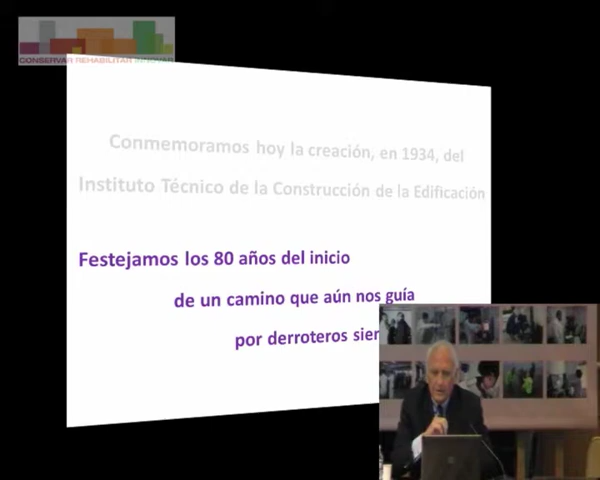 CONSERVAR REHABILITAR
Conmemoramos hoy la creación, en 1934, del
Instituto Técnico de la Construcción de la Edificación
Festejamos los 80 años del inicio
de un camino que aún nos guía
por derroteros